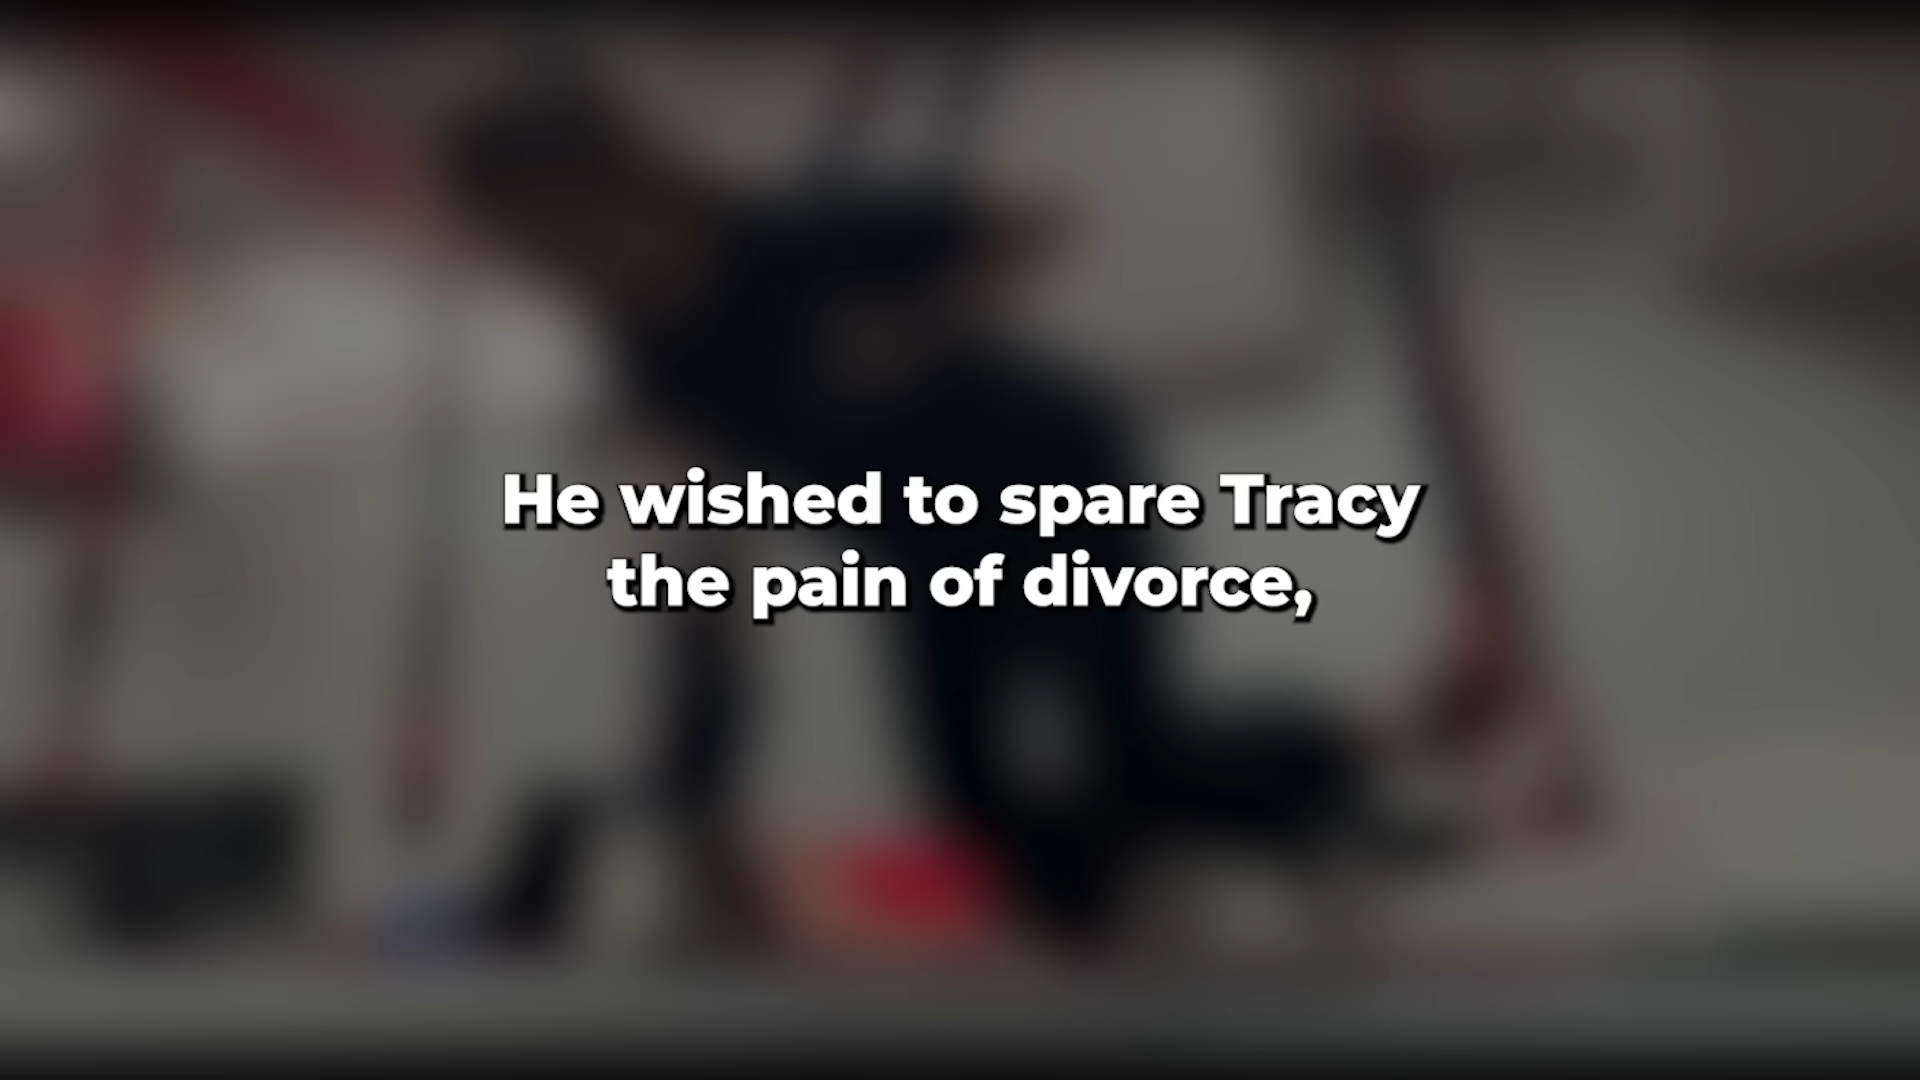 He wished to spare Tracy
the pain of divorce,